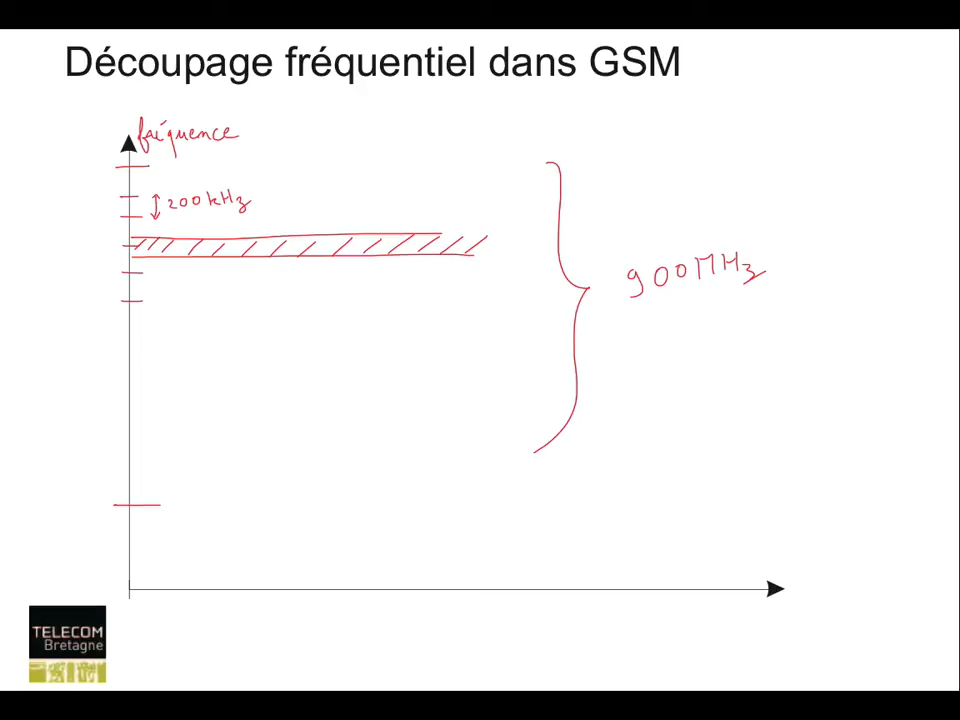 Découpage fréquentiel dans GSM
fréquence
200 kHz
900 MHz
TELECOM
Bretagne